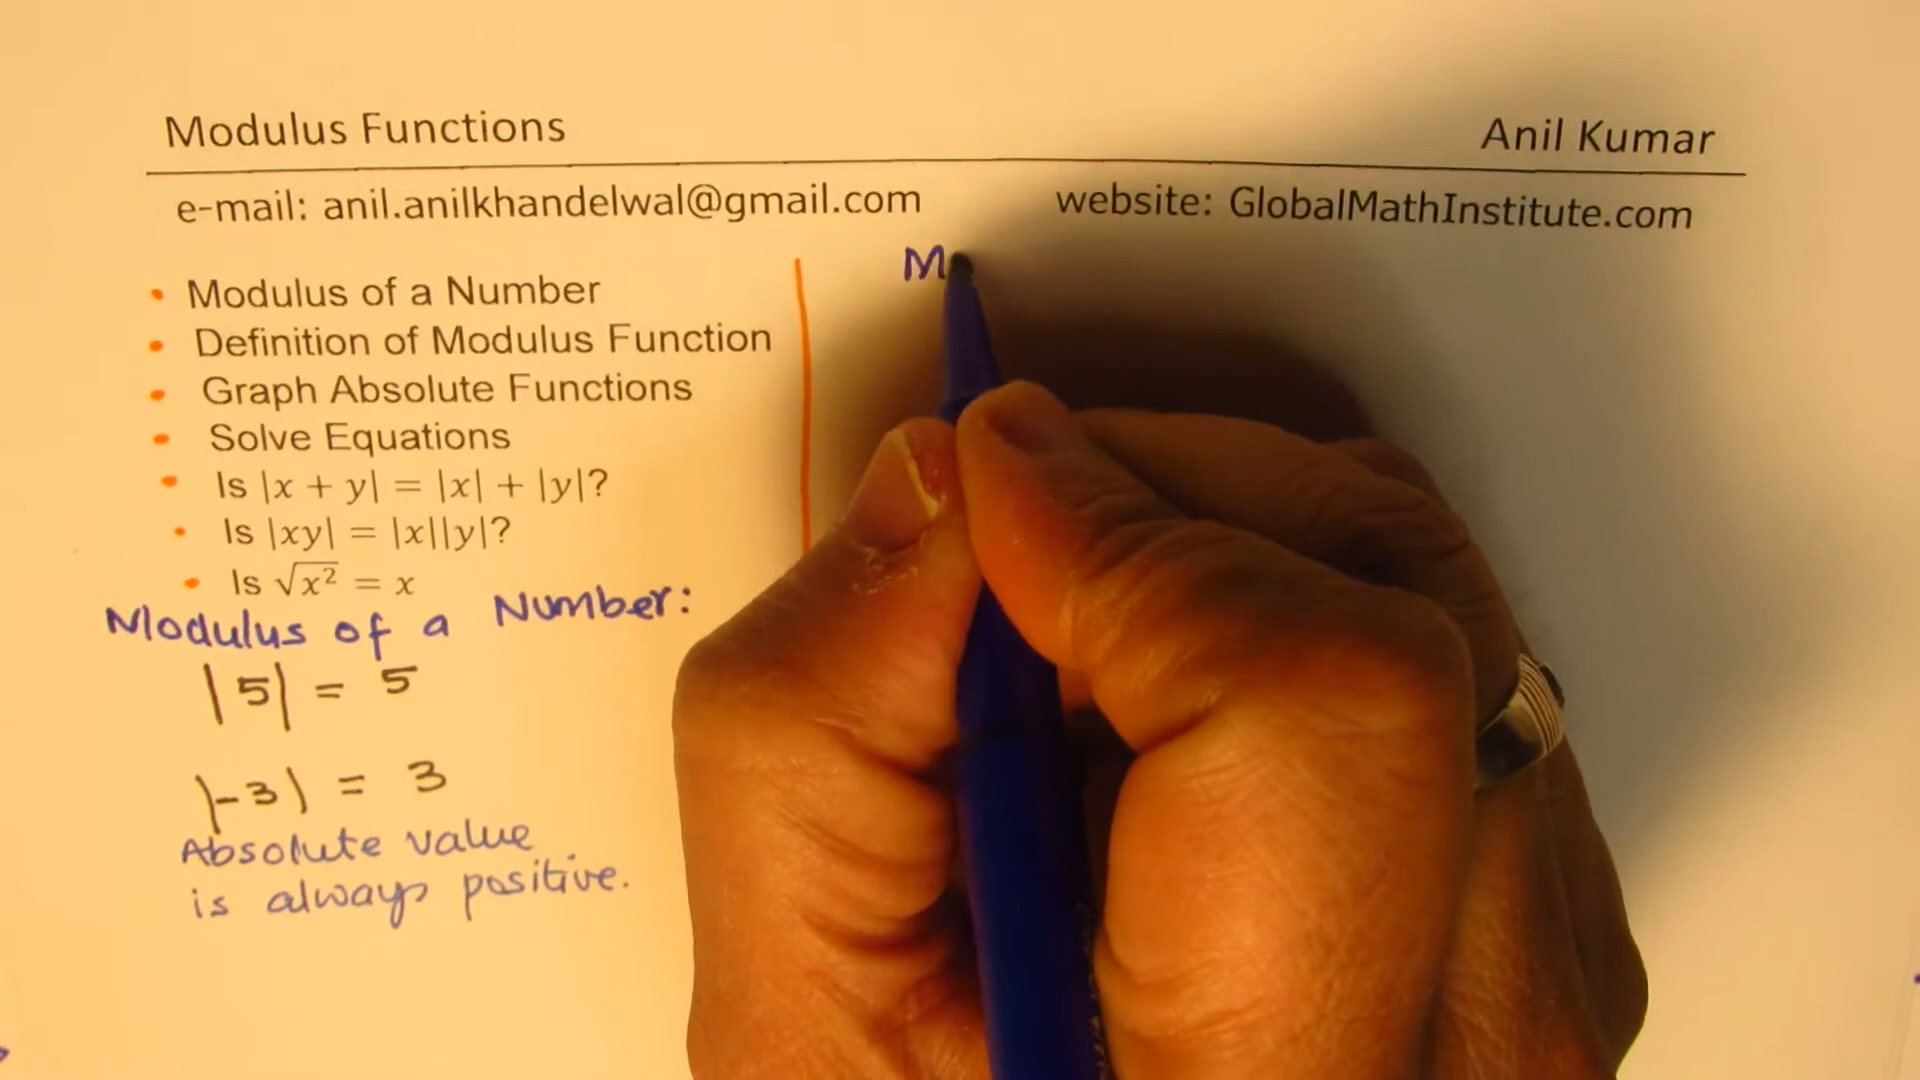 Modulus Functions
Anil Kumar
e-mail: anil.anilkhandelwal@gmail.com
website: GlobalMathInstitute.com
• Modulus of a Number
• Definition of Modulus Function
• Graph Absolute Functions
• Solve Equations
• Is |x + y| = |x| + |y|?
• Is |xy| = |x||y|?
• Is √x² = x
Modulus of a Number:
|5| = 5
|-3| = 3
Absolute value
is always positive.
M